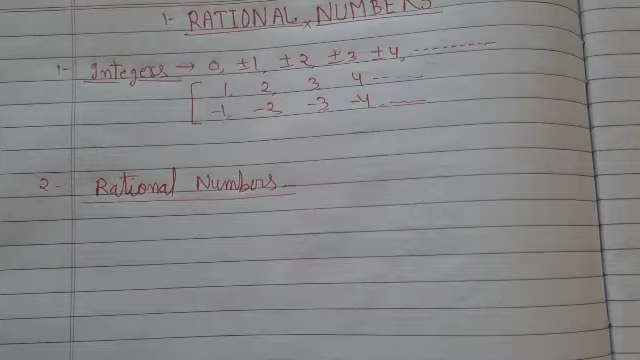 1- RATIONAL NUMBERS
1- Integers → 0, ±1, ±2 ±3 ±4, ----------
1, 2, 3 4 ------
-1, -2 -3 -4. ——
2- Rational Numbers.